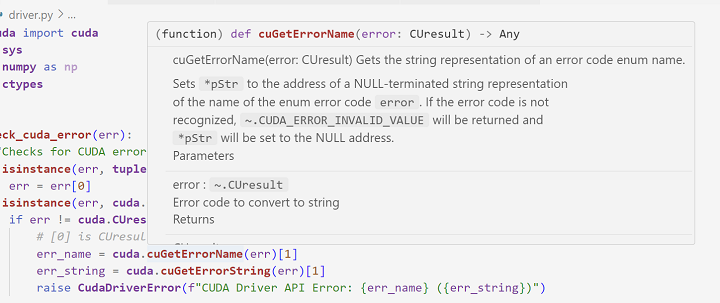 driver.py > ...
(function) def cuGetErrorName(error: CUresult) -> Any
cuda import cuda
sys
numpy as np
ctypes
cuGetErrorName(error: CUresult) Gets the string representation of an error code enum name.
Sets *pStr to the address of a NULL-terminated string representation
of the name of the enum error code error . If the error code is not
recognized, ~.CUDA_ERROR_INVALID_VALUE will be returned and
*pStr will be set to the NULL address.
Parameters
error : ~.CUresult
Error code to convert to string
Returns
eck_cuda_error(err):
Checks for CUDA error
isinstance(err, tuple
err = err[0]
isinstance(err, cuda.
if err != cuda.CUres
# [0] is CUresul
err_name = cuda.cuGetErrorName(err)[1]
err_string = cuda.cuGetErrorString(err)[1]
raise CudaDriverError(f"CUDA Driver API Error: {err_name} ({err_string})")